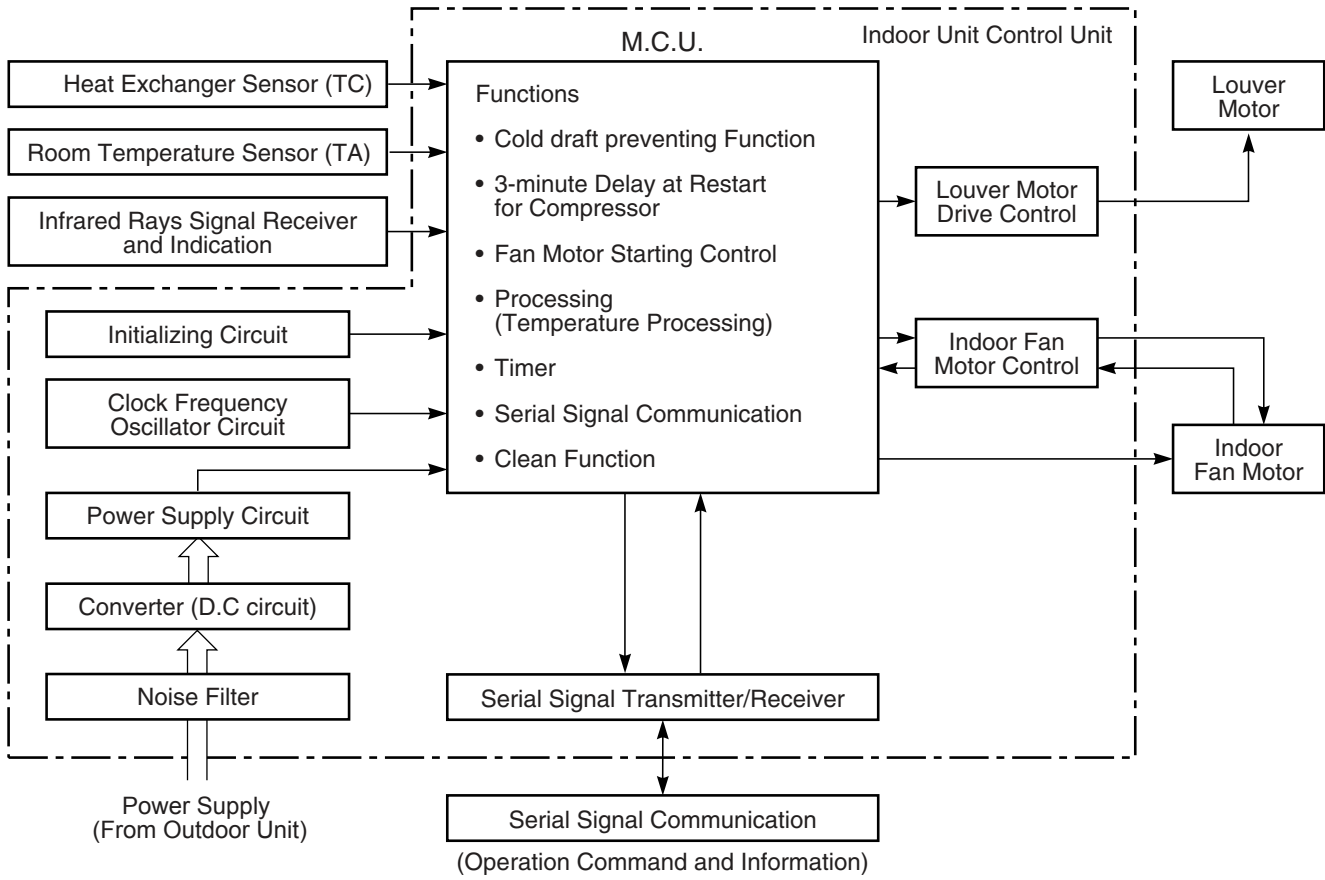 M.C.U.
Indoor Unit Control Unit
Heat Exchanger Sensor (TC)
Room Temperature Sensor (TA)
Infrared Rays Signal Receiver
and Indication
Initializing Circuit
Clock Frequency
Oscillator Circuit
Power Supply Circuit
Converter (D.C circuit)
Noise Filter
Power Supply
(From Outdoor Unit)
Functions
• Cold draft preventing Function
• 3-minute Delay at Restart
for Compressor
• Fan Motor Starting Control
• Processing
(Temperature Processing)
• Timer
• Serial Signal Communication
• Clean Function
Serial Signal Transmitter/Receiver
Serial Signal Communication
(Operation Command and Information)
Louver Motor
Drive Control
Indoor Fan
Motor Control
Louver
Motor
Indoor
Fan Motor